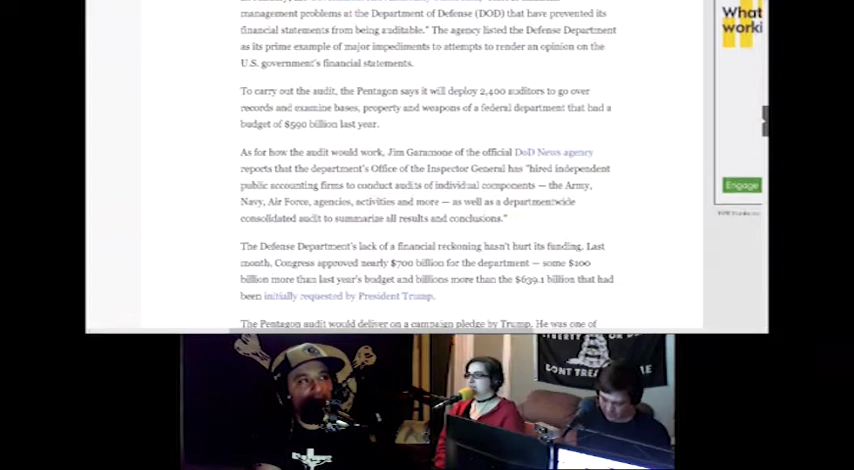 management problems at the Department of Defense (DOD) that have prevented its
financial statements from being auditable." The agency listed the Defense Department
as its prime example of major impediments to attempts to render an opinion on the
U.S. government's financial statements.
To carry out the audit, the Pentagon says it will deploy 2,400 auditors to go over
records and examine bases, property and weapons of a federal department that had a
budget of $590 billion last year.
As for how the audit would work, Jim Garamone of the official DoD News agency
reports that the department's Office of the Inspector General has "hired independent
public accounting firms to conduct audits of individual components — the Army,
Navy, Air Force, agencies, activities and more — as well as a departmentwide
consolidated audit to summarize all results and conclusions."
The Defense Department's lack of a financial reckoning hasn't hurt its funding. Last
month, Congress approved nearly $700 billion for the department — some $100
billion more than last year's budget and billions more than the $639.1 billion that had
been initially requested by President Trump.
The Pentagon audit would deliver on a campaign pledge by Trump. He was one of
What
worki
Engage
LIBERTY OR DE
DONT TREA